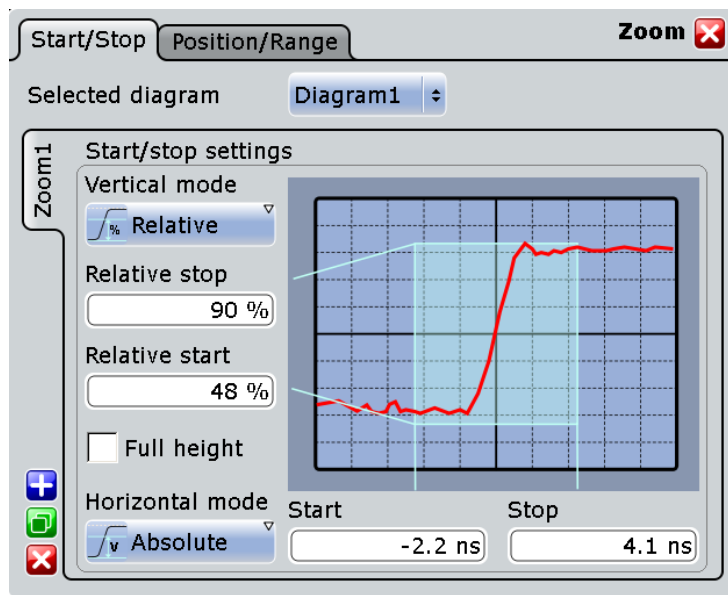 Start/Stop
Position/Range
Zoom
Selected diagram
Diagram1
Zoom1
Start/stop settings
Vertical mode
% Relative
Relative stop
90 %
Relative start
48 %
Full height
Horizontal mode
V Absolute
Start
-2.2 ns
Stop
4.1 ns